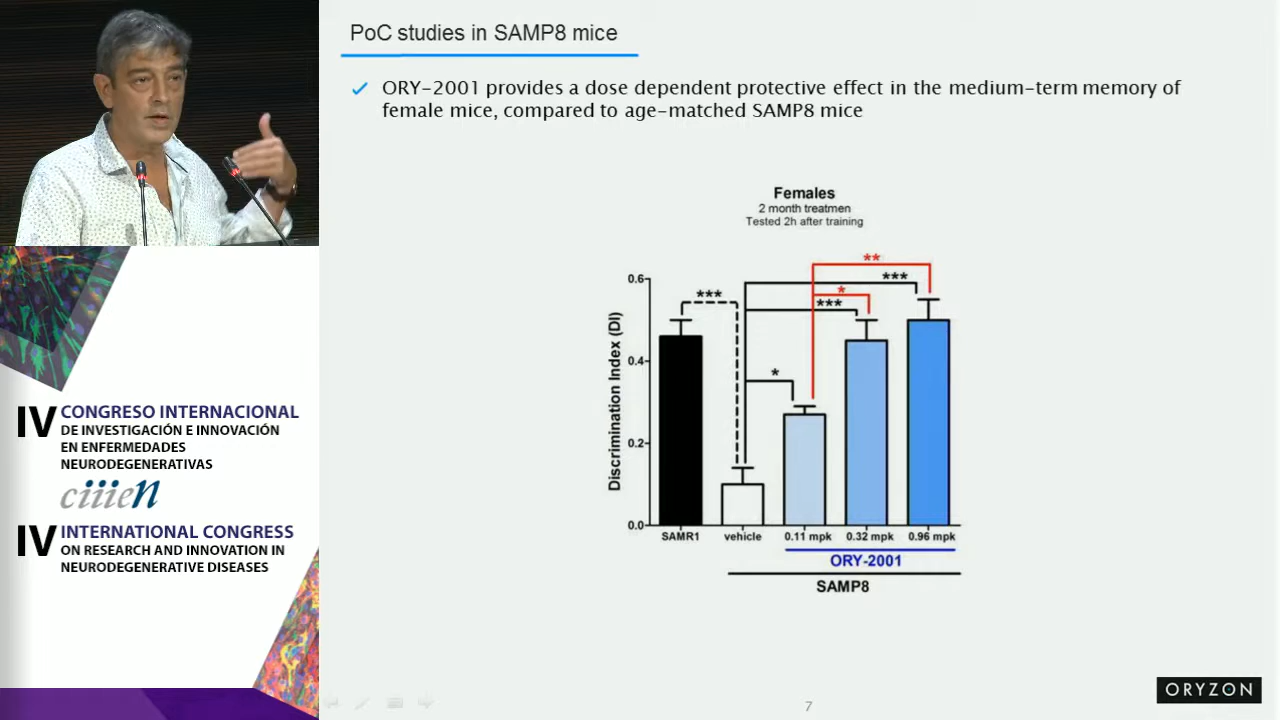 PoC studies in SAMP8 mice
ORY-2001 provides a dose dependent protective effect in the medium-term memory of
female mice, compared to age-matched SAMP8 mice
Females
2 month treatmen
Tested 2h after training
**
***
*
***
***
*
Discrimination Index (DI)
0.6
0.4
0.2
0.0
SAMR1 vehicle 0.11 mpk 0.32 mpk 0.96 mpk
ORY-2001
SAMP8
IV CONGRESO INTERNACIONAL
DE INVESTIGACIÓN E INNOVACIÓN
EN ENFERMEDADES
NEURODEGENERATIVAS
ciiien
IV INTERNATIONAL CONGRESS
ON RESEARCH AND INNOVATION IN
NEURODEGENERATIVE DISEASES
7
ORYZON